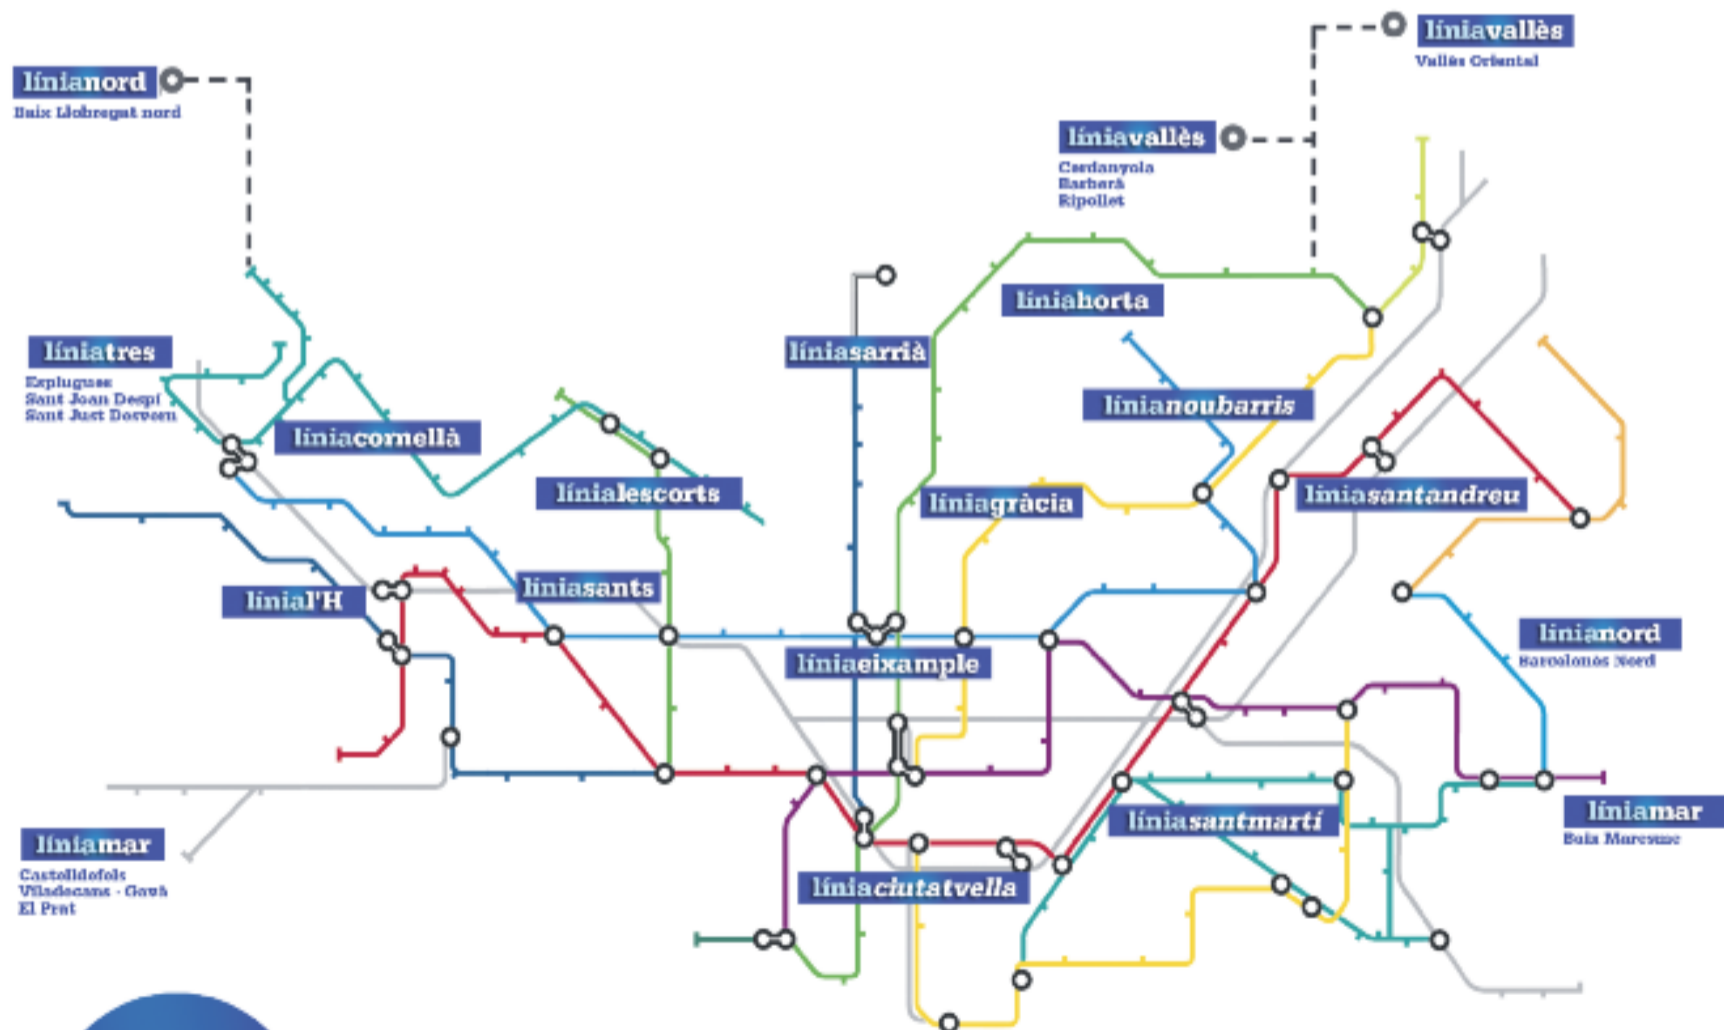 líniavallès
Vallès Oriental
línianord
Baix Llobregat nord
líniavallès
Cerdanyola
Barberà
Ripollet
líniahorta
líniatres
Esplugues
Sant Joan Despí
Sant Just Desvern
líniasarrià
línianoubarris
líniacornellà
línialescorts
líniagràcia
líniasantandreu
línial'H
líniasants
línianord
Barcelonès Nord
líniaeixample
líniamar
Baix Maresme
líniasantmartí
líniamar
Castelldefels
Viladecans - Gavà
El Prat
líniaciutatvella